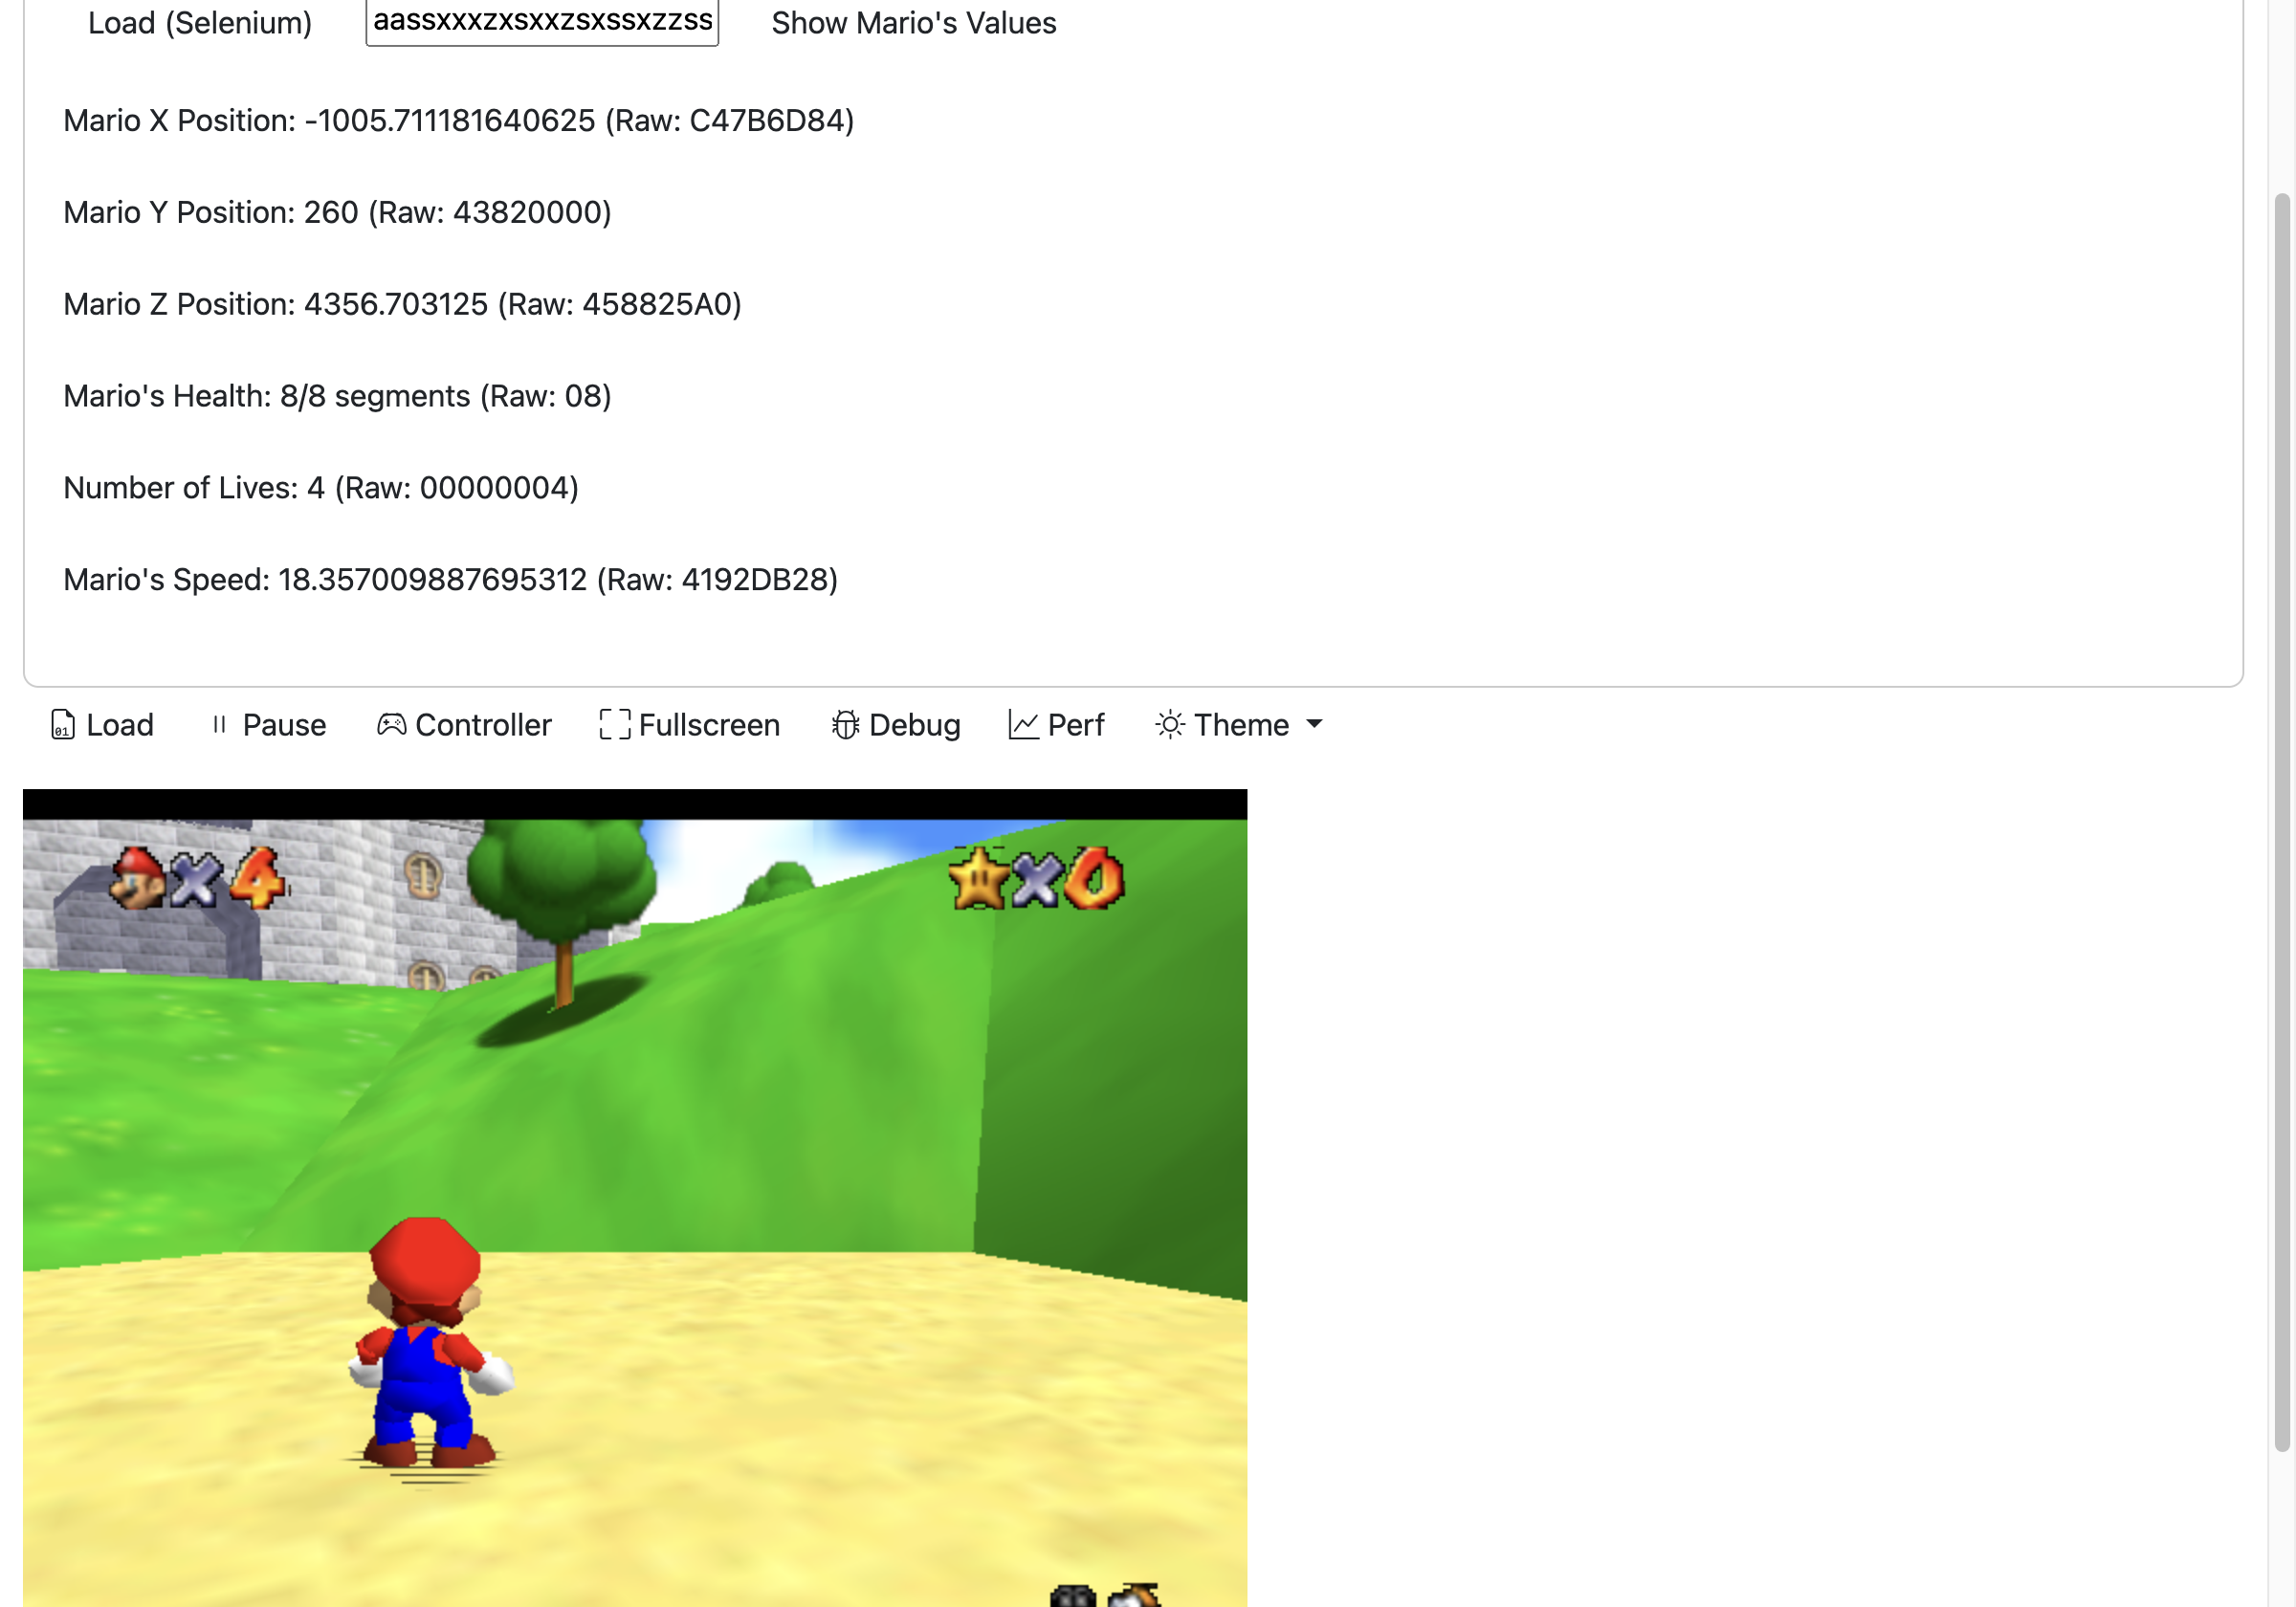 Load (Selenium) aassxxxzxsxxzsxssxzzss Show Mario's Values
Mario X Position: -1005.711181640625 (Raw: C47B6D84)
Mario Y Position: 260 (Raw: 43820000)
Mario Z Position: 4356.703125 (Raw: 458825A0)
Mario's Health: 8/8 segments (Raw: 08)
Number of Lives: 4 (Raw: 00000004)
Mario's Speed: 18.357009887695312 (Raw: 4192DB28)
Load Pause Controller Fullscreen Debug Perf Theme
×4 ×0